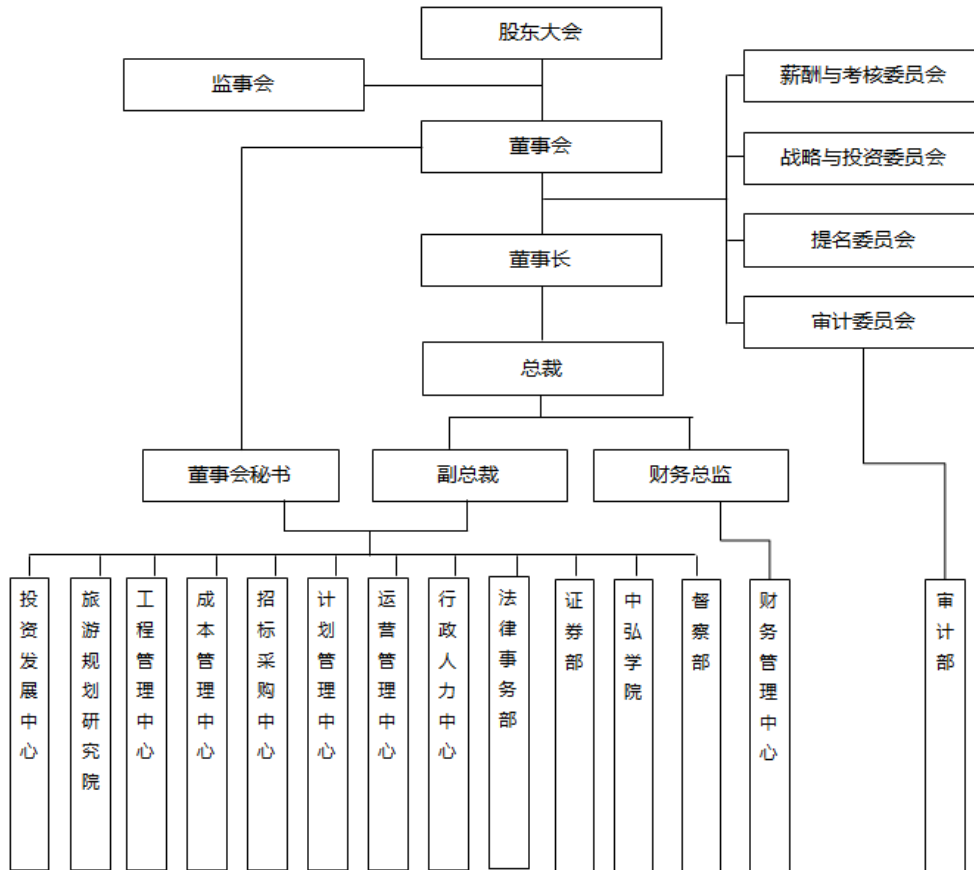 股东大会
监事会
薪酬与考核委员会
董事会
战略与投资委员会
提名委员会
董事长
审计委员会
总裁
董事会秘书
副总裁
财务总监
投资发展中心
旅游规划研究院
工程管理中心
成本管理中心
招标采购中心
计划管理中心
运营管理中心
行政人力中心
法律事务部
证券部
中弘学院
督察部
财务管理中心
审计部